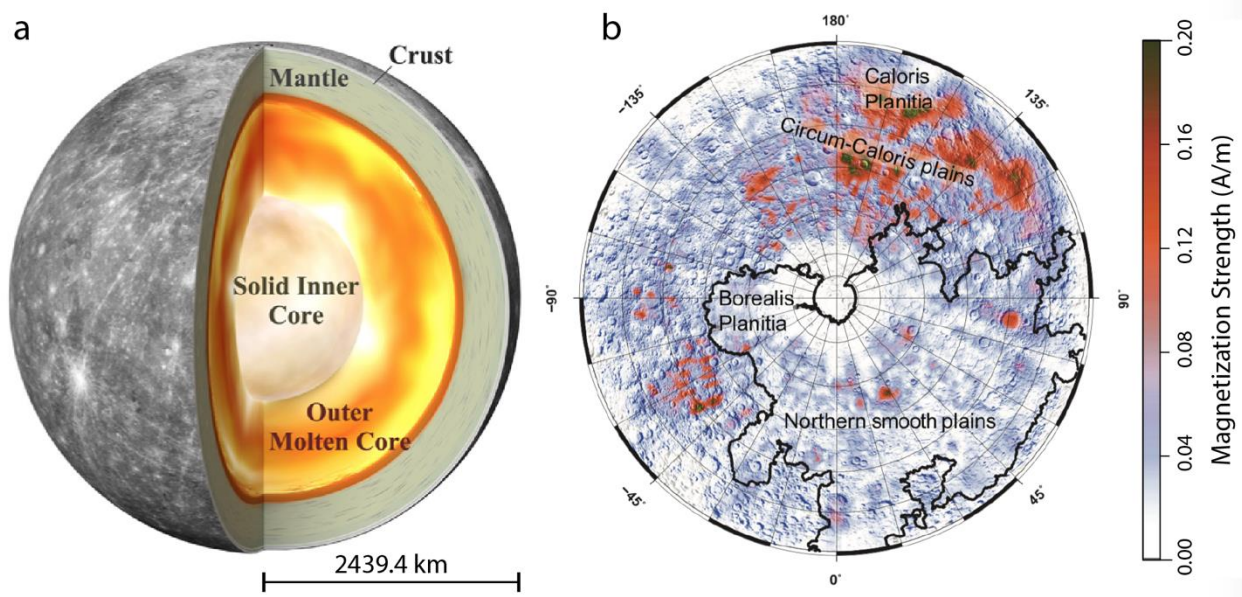 a
Crust
Mantle
Solid Inner
Core
Outer
Molten Core
2439.4 km
b
180°
-135°
135°
-90°
90°
-45°
45°
0°
Caloris
Planitia
Circum-Caloris plains
Borealis
Planitia
Northern smooth plains
0.20
0.16
0.12
0.08
0.04
0.00
Magnetization Strength (A/m)